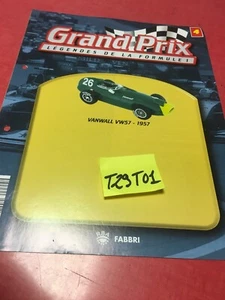 4
Grand Prix
LÉGENDES DE LA FORMULE 1
26
VANWALL VW57 - 1957
T29T01
FABBRI